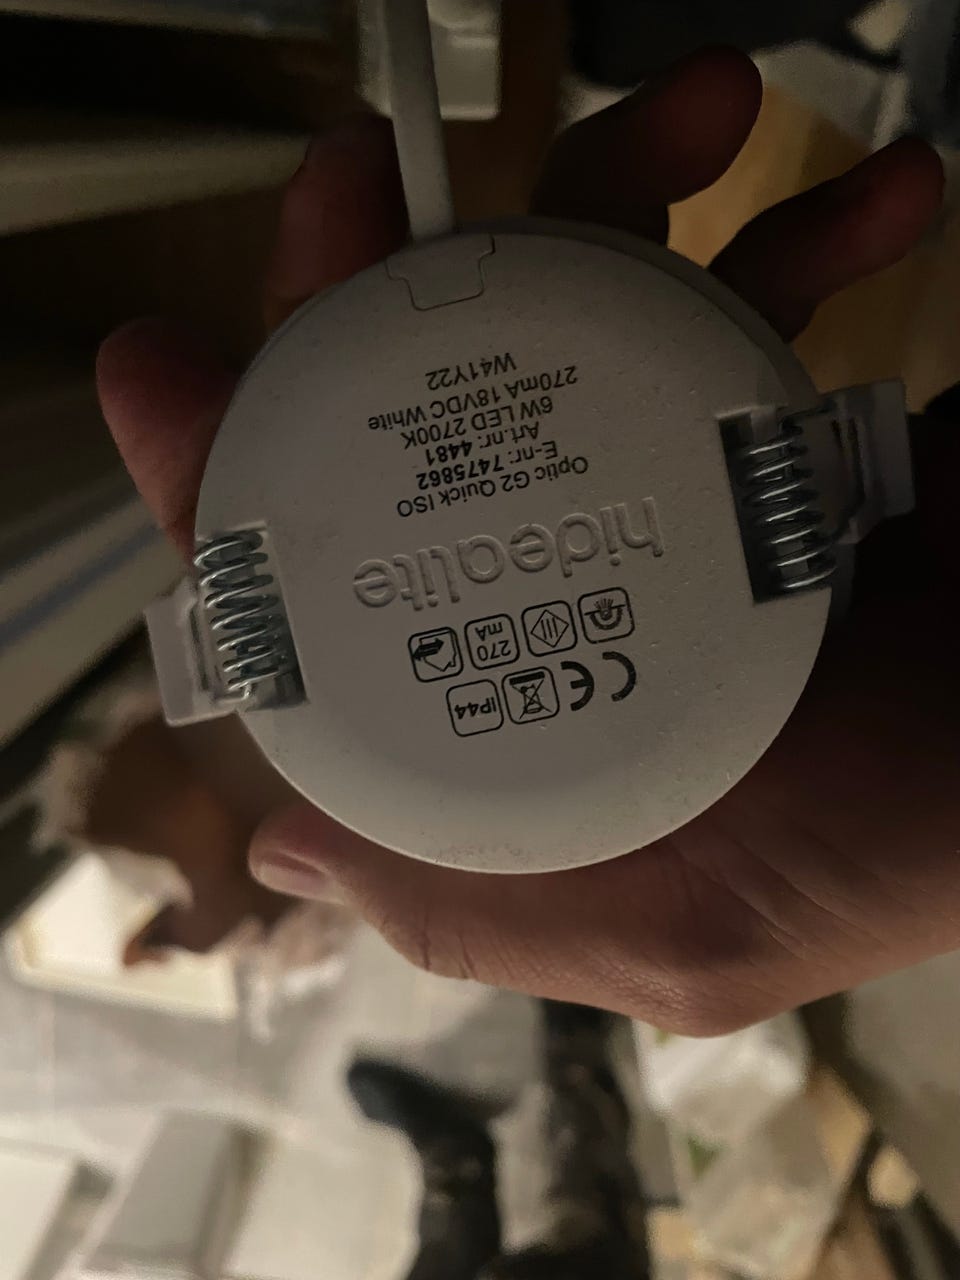 hidealite
Optic G2 Quick ISO
E-nr: 7475862
Art.nr: 4481
6W LED 2700K
270mA 18VDC White
W41Y22
CE
IP44
270
mA